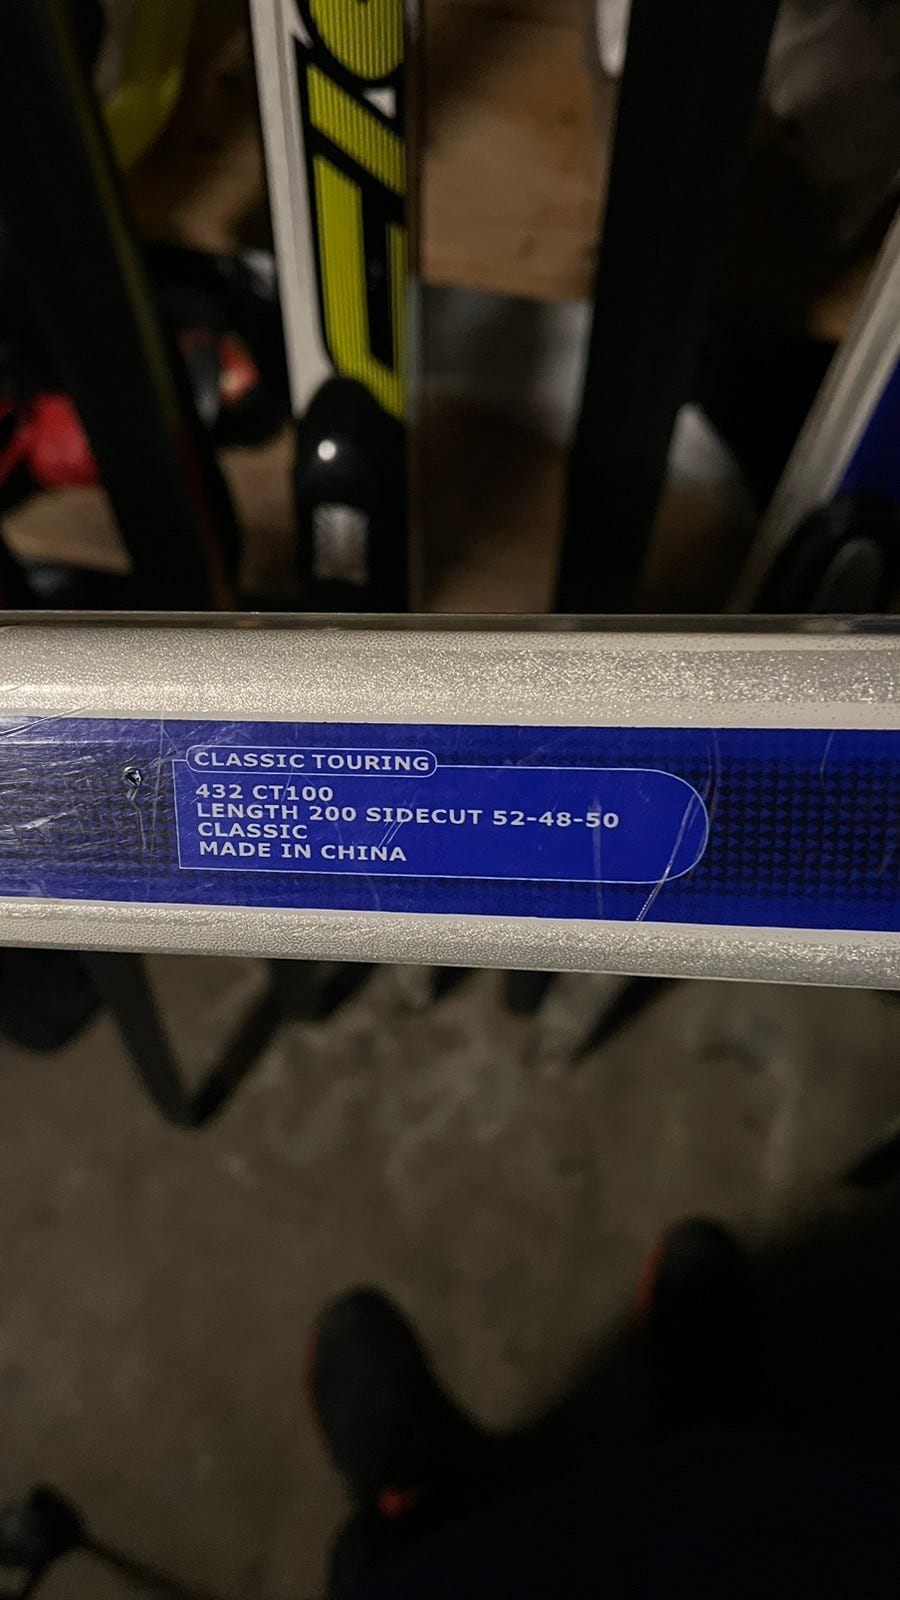 CLASSIC TOURING
432 CT100
LENGTH 200 SIDECUT 52-48-50
CLASSIC
MADE IN CHINA